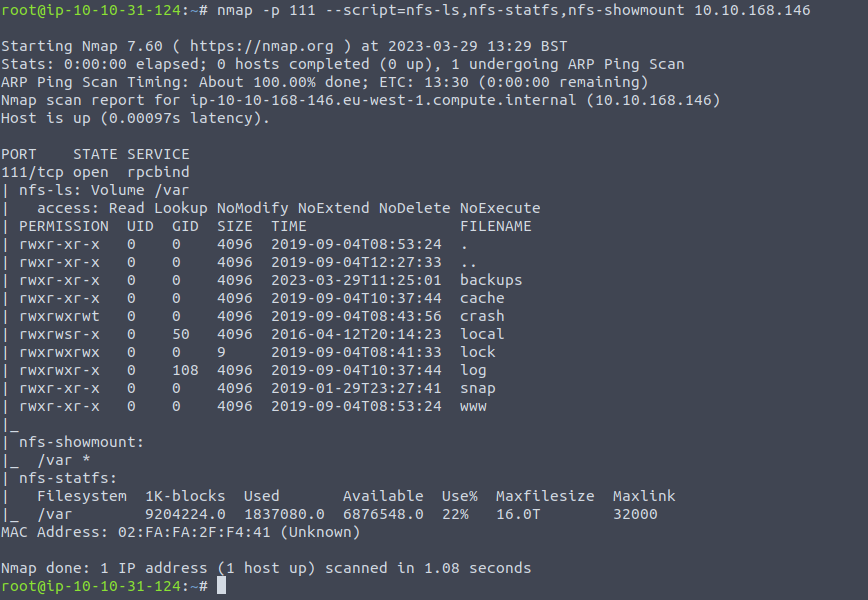 root@ip-10-10-31-124:~# nmap -p 111 --script=nfs-ls,nfs-statfs,nfs-showmount 10.10.168.146
Starting Nmap 7.60 ( https://nmap.org ) at 2023-03-29 13:29 BST
Stats: 0:00:00 elapsed; 0 hosts completed (0 up), 1 undergoing ARP Ping Scan
ARP Ping Scan Timing: About 100.00% done; ETC: 13:30 (0:00:00 remaining)
Nmap scan report for ip-10-10-168-146.eu-west-1.compute.internal (10.10.168.146)
Host is up (0.00097s latency).
PORT    STATE SERVICE
111/tcp open  rpcbind
| nfs-ls: Volume /var
|   access: Read Lookup NoModify NoExtend NoDelete NoExecute
| PERMISSION  UID  GID  SIZE  TIME                 FILENAME
| rwxr-xr-x   0    0    4096  2019-09-04T08:53:24  .
| rwxr-xr-x   0    0    4096  2019-09-04T12:27:33  ..
| rwxr-xr-x   0    0    4096  2023-03-29T11:25:01  backups
| rwxr-xr-x   0    0    4096  2019-09-04T10:37:44  cache
| rwxrwxrwt   0    0    4096  2019-09-04T08:43:56  crash
| rwxrwsr-x   0    50   4096  2016-04-12T20:14:23  local
| rwxrwxrwx   0    0    9     2019-09-04T08:41:33  lock
| rwxrwxr-x   0    108  4096  2019-09-04T10:37:44  log
| rwxr-xr-x   0    0    4096  2019-01-29T23:27:41  snap
| rwxr-xr-x   0    0    4096  2019-09-04T08:53:24  www
|_
| nfs-showmount:
|_  /var *
| nfs-statfs:
|   Filesystem  1K-blocks  Used       Available  Use%  Maxfilesize  Maxlink
|_  /var        9204224.0  1837080.0  6876548.0  22%   16.0T        32000
MAC Address: 02:FA:FA:2F:F4:41 (Unknown)
Nmap done: 1 IP address (1 host up) scanned in 1.08 seconds
root@ip-10-10-31-124:~#